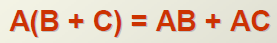 A(B + C) = AB + AC